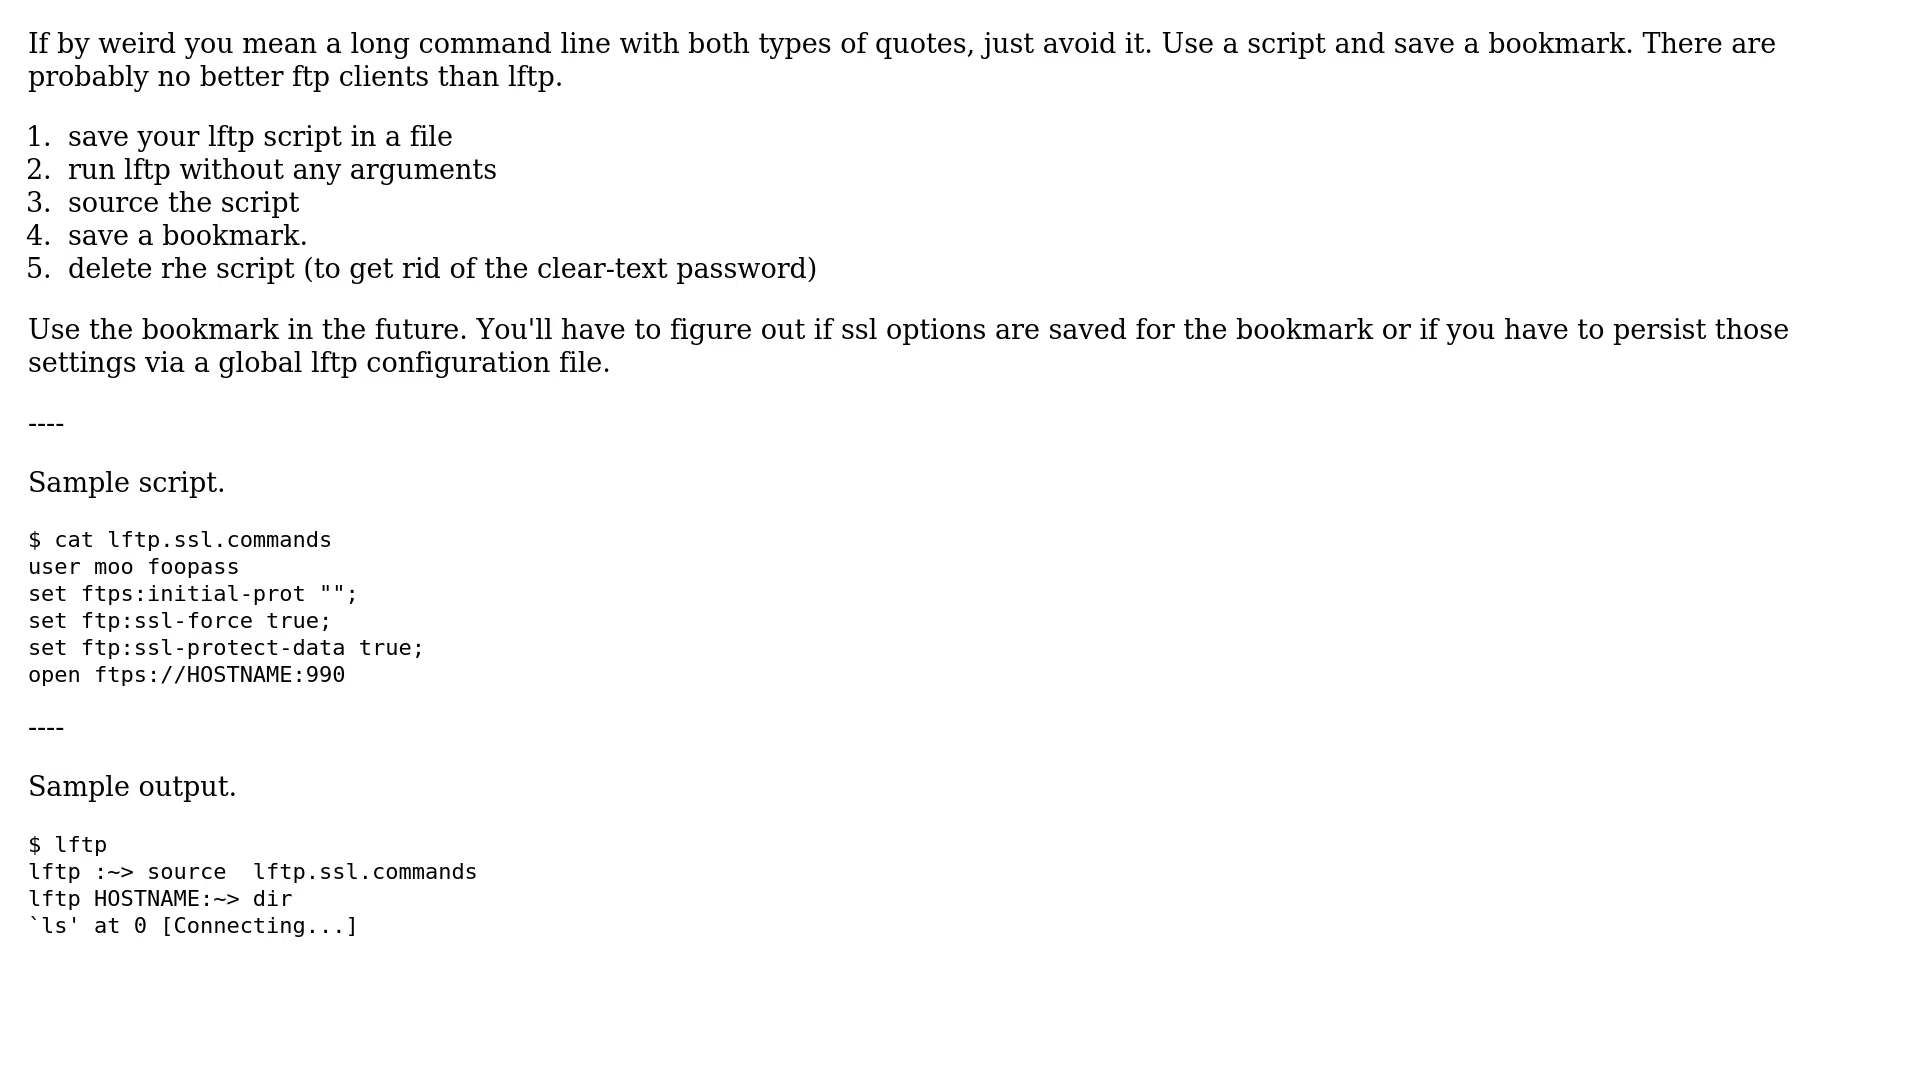 If by weird you mean a long command line with both types of quotes, just avoid it. Use a script and save a bookmark. There are
probably no better ftp clients than lftp.
1. save your lftp script in a file
2. run lftp without any arguments
3. source the script
4. save a bookmark.
5. delete rhe script (to get rid of the clear-text password)
Use the bookmark in the future. You'll have to figure out if ssl options are saved for the bookmark or if you have to persist those
settings via a global lftp configuration file.
----
Sample script.
$ cat lftp.ssl.commands
user moo foopass
set ftps:initial-prot "";
set ftp:ssl-force true;
set ftp:ssl-protect-data true;
open ftps://HOSTNAME:990
----
Sample output.
$ lftp
lftp :~> source  lftp.ssl.commands
lftp HOSTNAME:~> dir
`ls' at 0 [Connecting...]